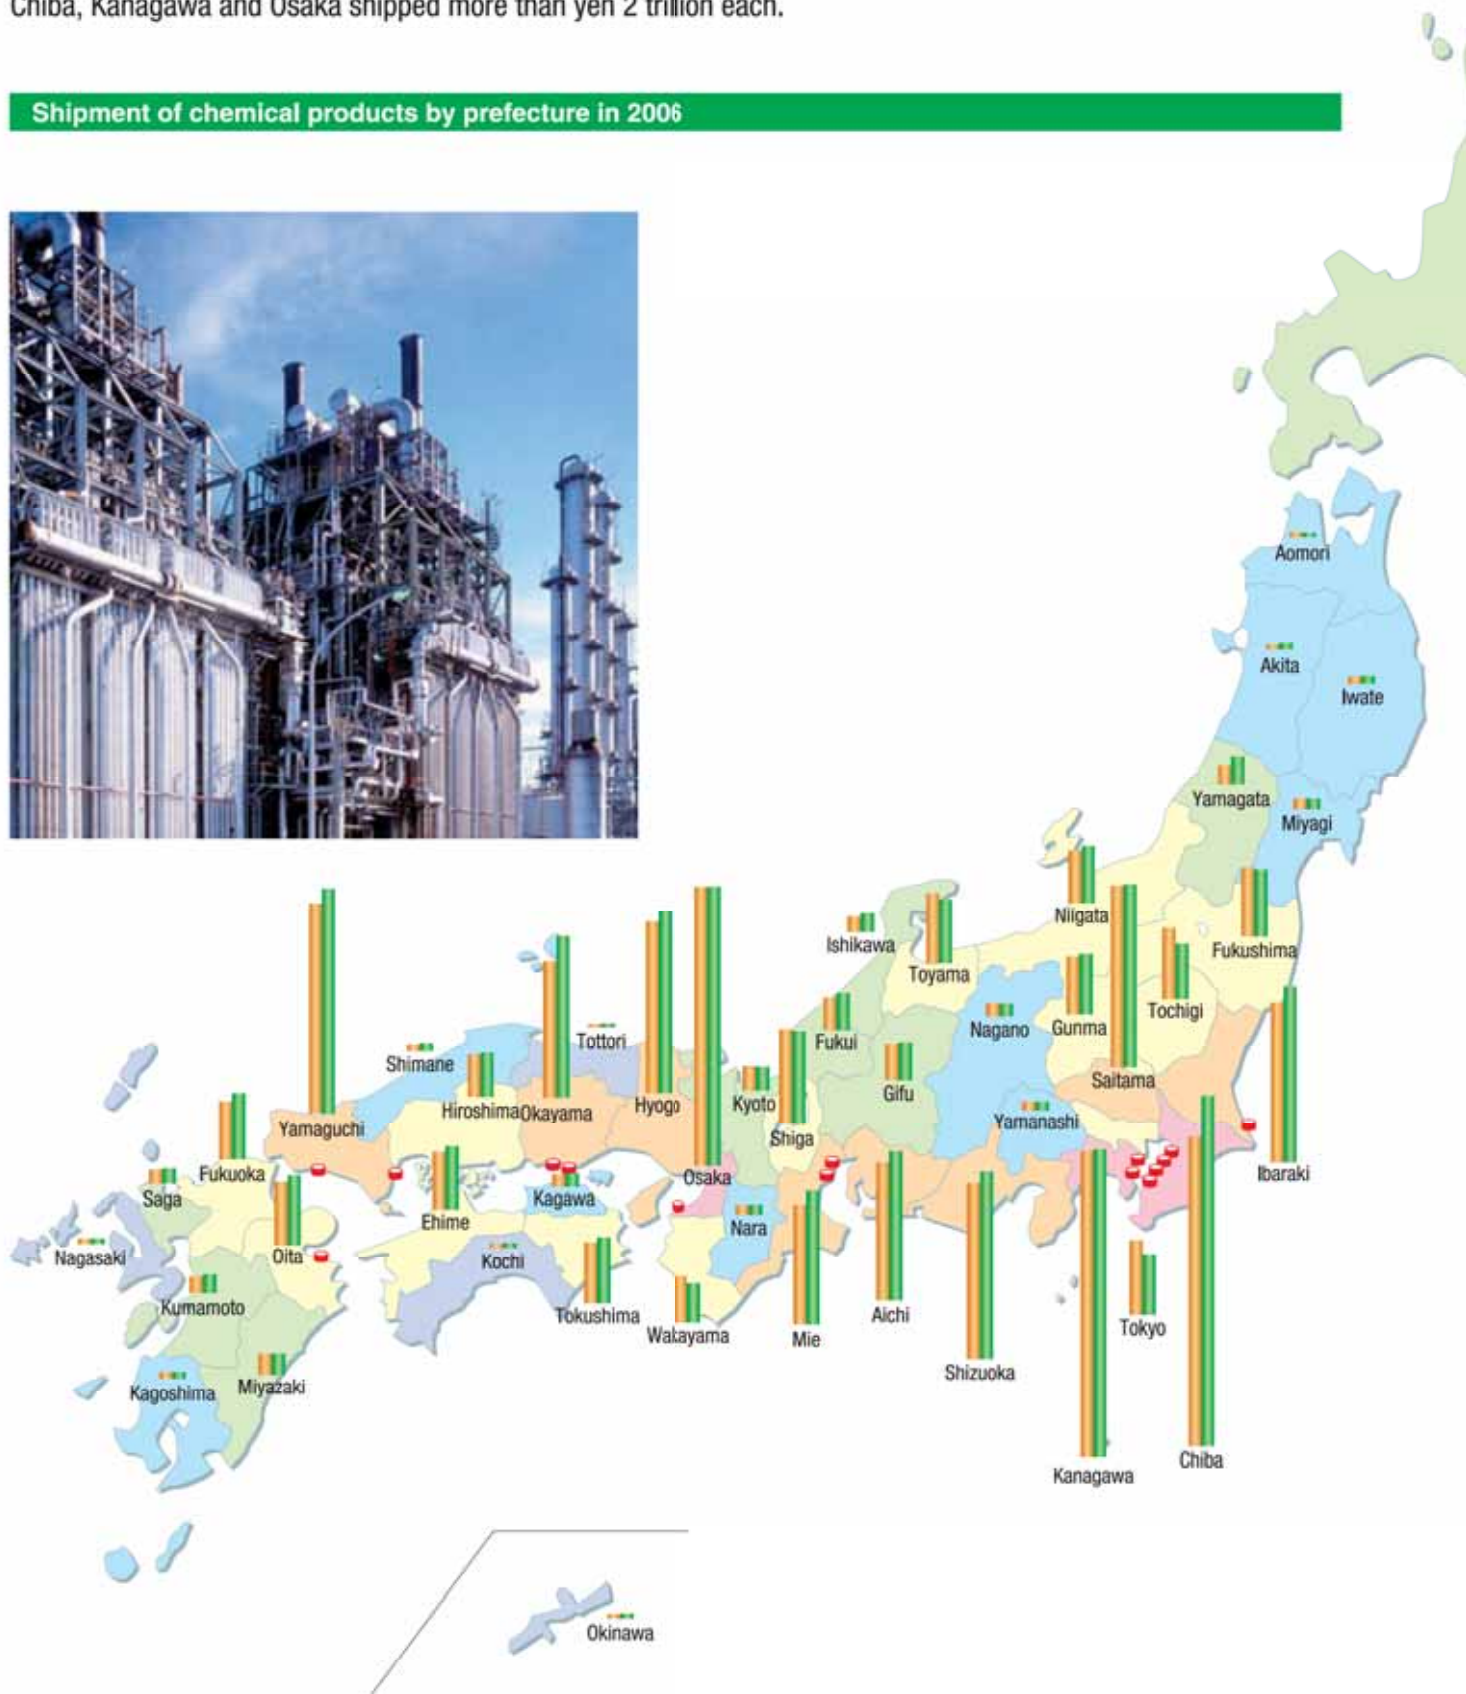 Chiba, Kanagawa and Osaka shipped more than yen 2 trillion each.
Shipment of chemical products by prefecture in 2006
Aomori
Akita
Iwate
Yamagata
Miyagi
Niigata
Fukushima
Ishikawa
Toyama
Tochigi
Gunma
Nagano
Fukui
Tottori
Shimane
Saitama
Gifu
Kyoto
Hyogo
Hiroshima
Okayama
Yamanashi
Yamaguchi
Shiga
Ibaraki
Fukuoka
Osaka
Saga
Kagawa
Ehime
Nara
Nagasaki
Oita
Kochi
Kumamoto
Tokushima
Aichi
Tokyo
Wakayama
Mie
Shizuoka
Miyazaki
Kagoshima
Chiba
Kanagawa
Okinawa